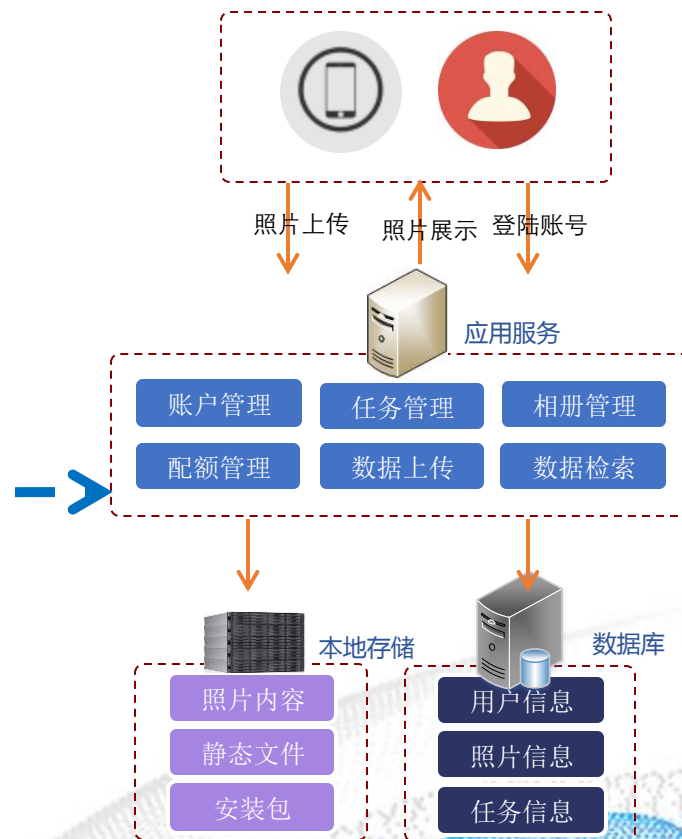 照片上传
照片展示
登陆账号
应用服务
账户管理
任务管理
相册管理
配额管理
数据上传
数据检索
本地存储
数据库
照片内容
用户信息
静态文件
照片信息
安装包
任务信息